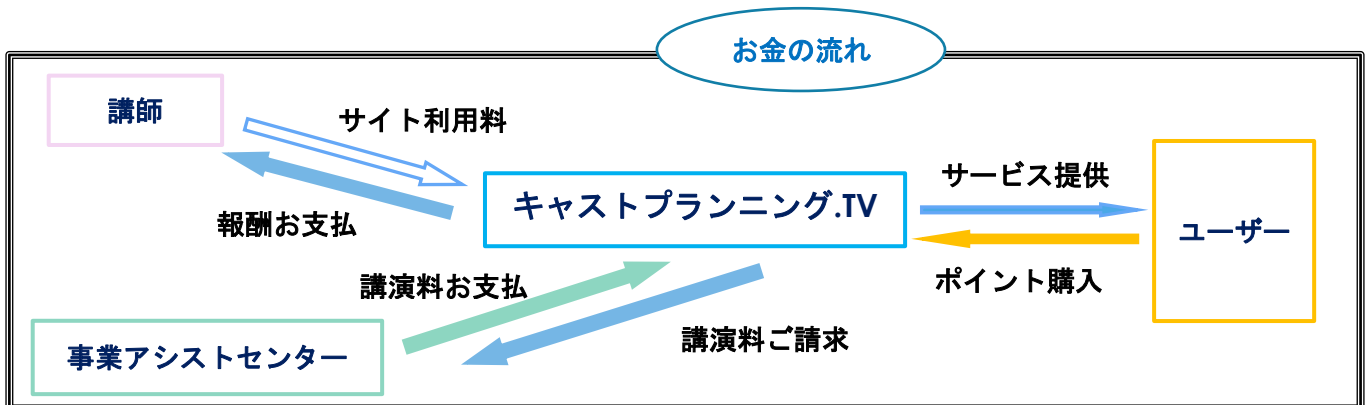 お金の流れ
講師
サイト利用料
報酬お支払
キャストプランニング.TV
サービス提供
ユーザー
ポイント購入
講演料お支払
講演料ご請求
事業アシストセンター